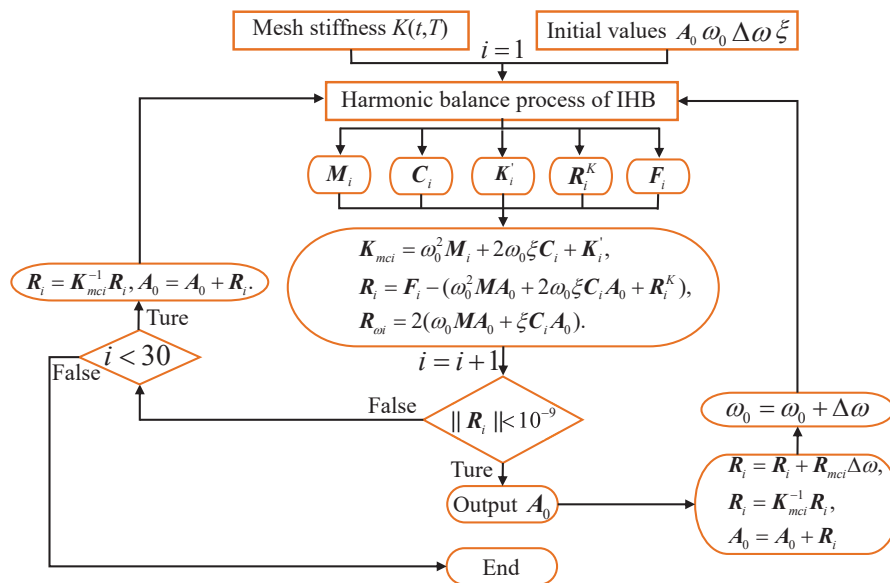 Mesh stiffness K(t,T)
Initial values A₀ ω₀ Δω ξ
i = 1
Harmonic balance process of IHB
Mᵢ
Cᵢ
Kᵢ'
Rᵢᴷ
Fᵢ
K_mci = ω₀²Mᵢ + 2ω₀ξCᵢ + Kᵢ',
Rᵢ = Fᵢ − (ω₀²MA₀ + 2ω₀ξCᵢA₀ + Rᵢᴷ),
R_ωi = 2(ω₀MA₀ + ξCᵢA₀).
Rᵢ = K_mci⁻¹Rᵢ, A₀ = A₀ + Rᵢ.
Ture
i < 30
False
i = i + 1
False
|| Rᵢ || < 10⁻⁹
Ture
Output A₀
ω₀ = ω₀ + Δω
Rᵢ = Rᵢ + R_mciΔω,
Rᵢ = K_mci⁻¹Rᵢ,
A₀ = A₀ + Rᵢ
End